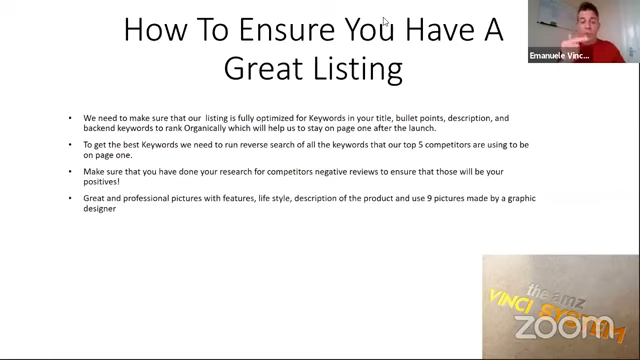 How To Ensure You Have A
Great Listing
Emanuele Vinc...
• We need to make sure that our listing is fully optimized for Keywords in your title, bullet points, description, and
backend keywords to rank Organically which will help us to stay on page one after the launch.
• To get the best Keywords we need to run reverse search of all the keywords that our top 5 competitors are using to be
on page one.
• Make sure that you have done your research for competitors negative reviews to ensure that those will be your
positives!
• Great and professional pictures with features, life style, description of the product and use 9 pictures made by a graphic
designer
the amz
VINCI SYSTEM
zoom